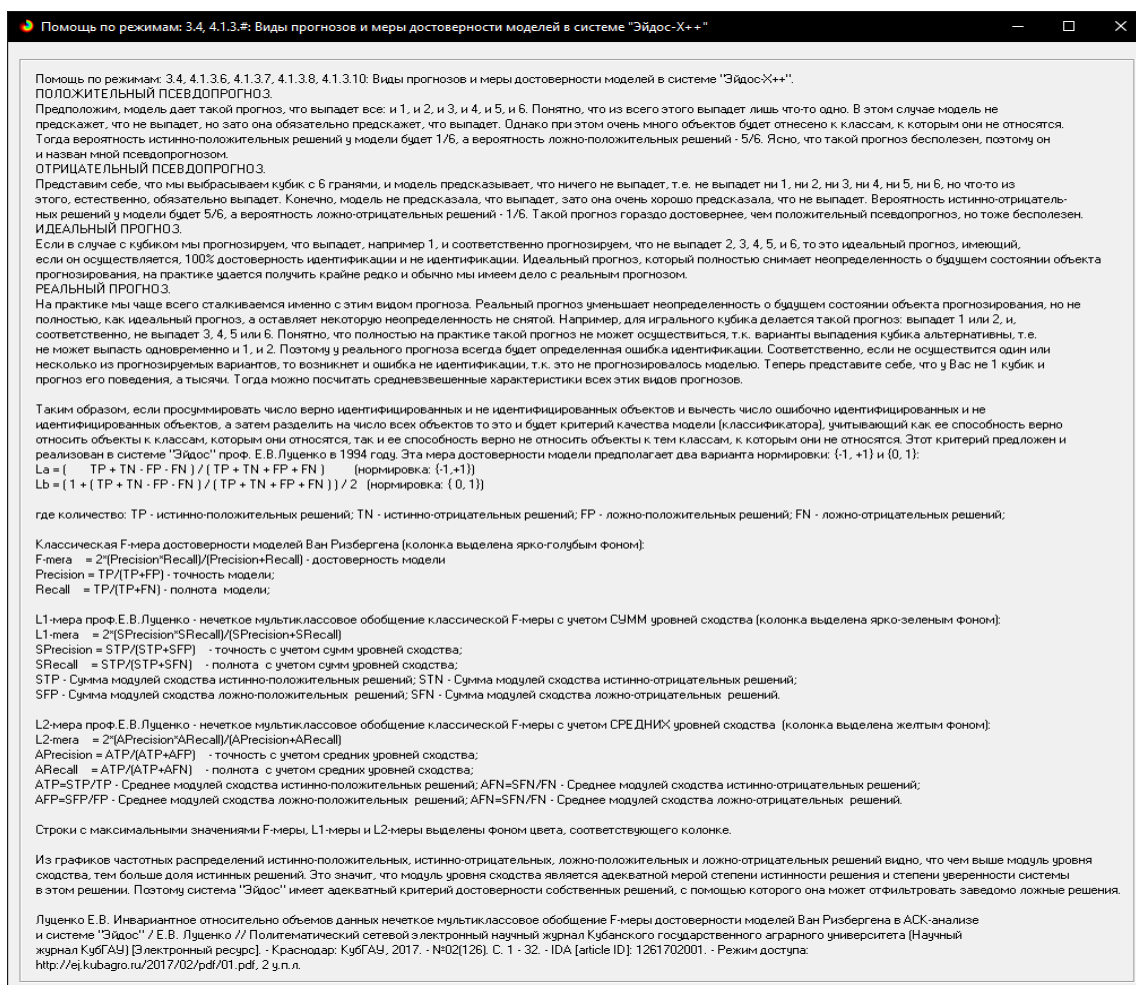 Помощь по режимам: 3.4, 4.1.3.#: Виды прогнозов и меры достоверности моделей в системе "Эйдос-Х++"
Помощь по режимам: 3.4, 4.1.3.6, 4.1.3.7, 4.1.3.8, 4.1.3.10: Виды прогнозов и меры достоверности моделей в системе "Эйдос-Х++".
ПОЛОЖИТЕЛЬНЫЙ ПСЕВДОПРОГНОЗ.
Предположим, модель дает такой прогноз, что выпадет все: и 1, и 2, и 3, и 4, и 5, и 6. Понятно, что из всего этого выпадет лишь что-то одно. В этом случае модель не
предскажет, что не выпадет, но зато она обязательно предскажет, что выпадет. Однако при этом очень много объектов будет отнесено к классам, к которым они не относятся.
Тогда вероятность истинно-положительных решений у модели будет 1/6, а вероятность ложно-положительных решений - 5/6. Ясно, что такой прогноз бесполезен, поэтому он
и назван мной псевдопрогнозом.
ОТРИЦАТЕЛЬНЫЙ ПСЕВДОПРОГНОЗ.
Представим себе, что мы выбрасываем кубик с 6 гранями, и модель предсказывает, что ничего не выпадет, т.е. не выпадет ни 1, ни 2, ни 3, ни 4, ни 5, ни 6, но что-то из
этого, естественно, обязательно выпадет. Конечно, модель не предсказала, что выпадет, зато она очень хорошо предсказала, что не выпадет. Вероятность истинно-отрицатель-
ных решений у модели будет 5/6, а вероятность ложно-отрицательных решений - 1/6. Такой прогноз гораздо достовернее, чем положительный псевдопрогноз, но тоже бесполезен.
ИДЕАЛЬНЫЙ ПРОГНОЗ.
Если в случае с кубиком мы прогнозируем, что выпадет, например 1, и соответственно прогнозируем, что не выпадет 2, 3, 4, 5, и 6, то это идеальный прогноз, имеющий,
если он осуществляется, 100% достоверность идентификации и не идентификации. Идеальный прогноз, который полностью снимает неопределенность о будущем состоянии объекта
прогнозирования, на практике удается получить крайне редко и обычно мы имеем дело с реальным прогнозом.
РЕАЛЬНЫЙ ПРОГНОЗ.
На практике мы чаще всего сталкиваемся именно с этим видом прогноза. Реальный прогноз уменьшает неопределенность о будущем состоянии объекта прогнозирования, но не
полностью, как идеальный прогноз, а оставляет некоторую неопределенность не снятой. Например, для игрального кубика делается такой прогноз: выпадет 1 или 2, и,
соответственно, не выпадет 3, 4, 5 или 6. Понятно, что полностью на практике такой прогноз не может осуществиться, т.к. варианты выпадения кубика альтернативны, т.е.
не может выпасть одновременно и 1, и 2. Поэтому у реального прогноза всегда будет определенная ошибка идентификации. Соответственно, если не осуществится один или
несколько из прогнозируемых вариантов, то возникнет и ошибка не идентификации, т.к. это не прогнозировалось моделью. Теперь представите себе, что у Вас не 1 кубик и
прогноз его поведения, а тысячи. Тогда можно посчитать средневзвешенные характеристики всех этих видов прогнозов.
Таким образом, если просуммировать число верно идентифицированных и не идентифицированных объектов и вычесть число ошибочно идентифицированных и не
идентифицированных объектов, а затем разделить на число всех объектов то это и будет критерий качества модели (классификатора), учитывающий как ее способность верно
относить объекты к классам, которым они относятся, так и ее способность верно не относить объекты к тем классам, к которым они не относятся. Этот критерий предложен и
реализован в системе "Эйдос" проф. Е.В.Луценко в 1994 году. Эта мера достоверности модели предполагает два варианта нормировки: {-1, +1} и {0, 1}:
La = ( TP + TN - FP - FN ) / ( TP + TN + FP + FN ) (нормировка: {-1,+1})
Lb = ( 1 + ( TP + TN - FP - FN ) / ( TP + TN + FP + FN ) ) / 2 (нормировка: { 0, 1})
где количество: TP - истинно-положительных решений; TN - истинно-отрицательных решений; FP - ложно-положительных решений; FN - ложно-отрицательных решений;
Классическая F-мера достоверности моделей Ван Ризбергена (колонка выделена ярко-голубым фоном):
F-mera = 2*(Precision*Recall)/(Precision+Recall) - достоверность модели
Precision = TP/(TP+FP) - точность модели;
Recall = TP/(TP+FN) - полнота модели;
L1-мера проф.Е.В.Луценко - нечеткое мультиклассовое обобщение классической F-меры с учетом СУММ уровней сходства (колонка выделена ярко-зеленым фоном):
L1-mera = 2*(SPrecision*SRecall)/(SPrecision+SRecall)
SPrecision = STP/(STP+SFP) - точность с учетом сумм уровней сходства;
SRecall = STP/(STP+SFN) - полнота с учетом сумм уровней сходства;
STP - Сумма модулей сходства истинно-положительных решений; STN - Сумма модулей сходства истинно-отрицательных решений;
SFP - Сумма модулей сходства ложно-положительных решений; SFN - Сумма модулей сходства ложно-отрицательных решений.
L2-мера проф.Е.В.Луценко - нечеткое мультиклассовое обобщение классической F-меры с учетом СРЕДНИХ уровней сходства (колонка выделена желтым фоном):
L2-mera = 2*(APrecision*ARecall)/(APrecision+ARecall)
APrecision = ATP/(ATP+AFP) - точность с учетом средних уровней сходства;
ARecall = ATP/(ATP+AFN) - полнота с учетом средних уровней сходства;
ATP=STP/TP - Среднее модулей сходства истинно-положительных решений; AFN=SFN/FN - Среднее модулей сходства истинно-отрицательных решений;
AFP=SFP/FP - Среднее модулей сходства ложно-положительных решений; AFN=SFN/FN - Среднее модулей сходства ложно-отрицательных решений.
Строки с максимальными значениями F-меры, L1-меры и L2-меры выделены фоном цвета, соответствующего колонке.
Из графиков частотных распределений истинно-положительных, истинно-отрицательных, ложно-положительных и ложно-отрицательных решений видно, что чем выше модуль уровня
сходства, тем больше доля истинных решений. Это значит, что модуль уровня сходства является адекватной мерой степени истинности решения и степени уверенности системы
в этом решении. Поэтому система "Эйдос" имеет адекватный критерий достоверности собственных решений, с помощью которого она может отфильтровать заведомо ложные решения.
Луценко Е.В. Инвариантное относительно объемов данных нечеткое мультиклассовое обобщение F-меры достоверности моделей Ван Ризбергена в АСК-анализе
и системе "Эйдос" / Е.В. Луценко // Политематический сетевой электронный научный журнал Кубанского государственного аграрного университета (Научный
журнал КубГАУ) [Электронный ресурс]. - Краснодар: КубГАУ, 2017. - №02(126). С. 1 - 32. - IDA [article ID]: 1261702001. - Режим доступа:
http://ej.kubagro.ru/2017/02/pdf/01.pdf, 2 у.п.л.